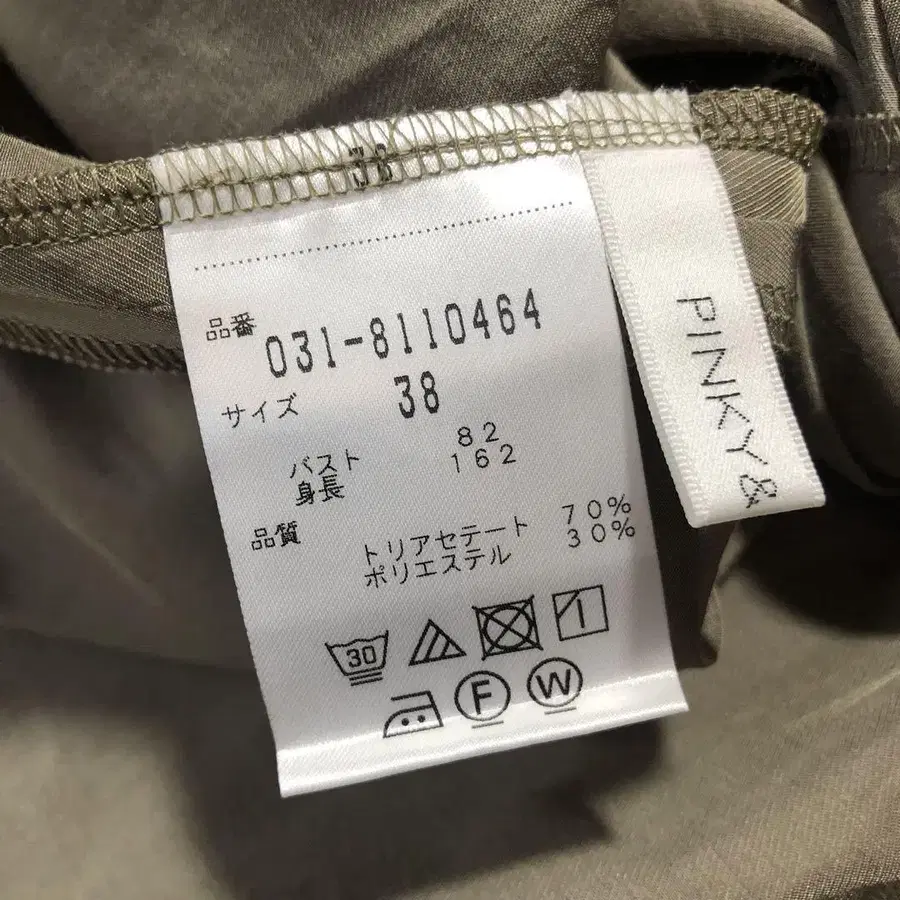 38
品番
031-8110464
サイズ 38
バスト 82
身長 162
品質
トリアセテート 70%
ポリエステル 30%
30
F W
PINKY &